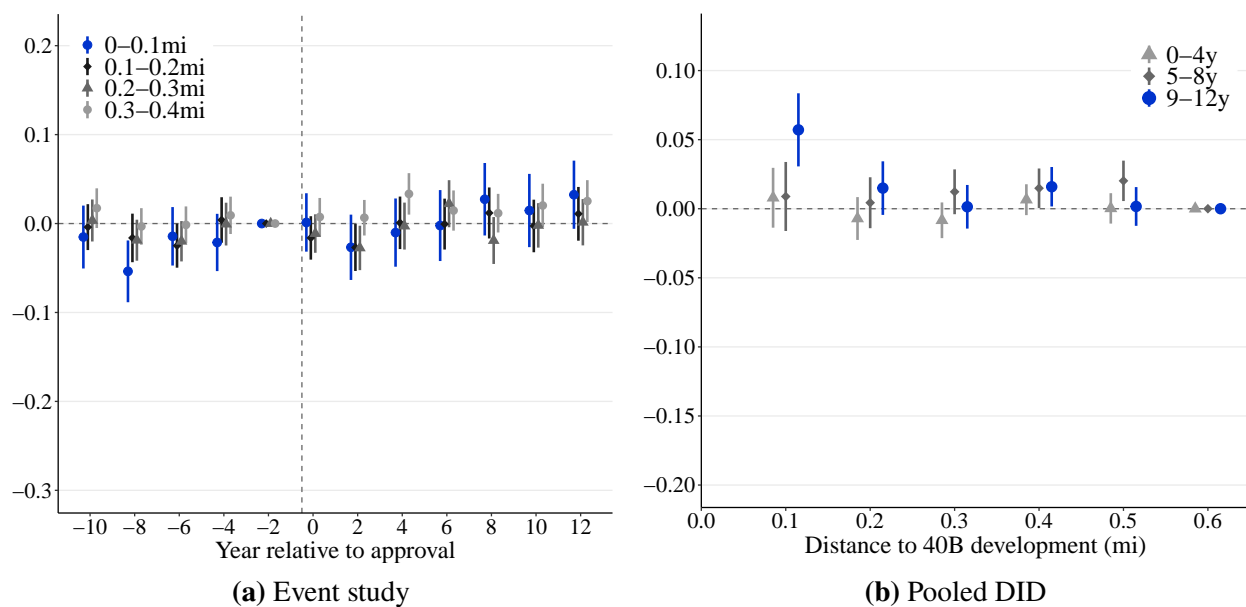 0.2
0.1
0.0
−0.1
−0.2
−0.3
0−0.1mi
0.1−0.2mi
0.2−0.3mi
0.3−0.4mi
−10 −8 −6 −4 −2 0 2 4 6 8 10 12
Year relative to approval
(a) Event study
0.10
0.05
0.00
−0.05
−0.10
−0.15
−0.20
0−4y
5−8y
9−12y
0.0 0.1 0.2 0.3 0.4 0.5 0.6
Distance to 40B development (mi)
(b) Pooled DID